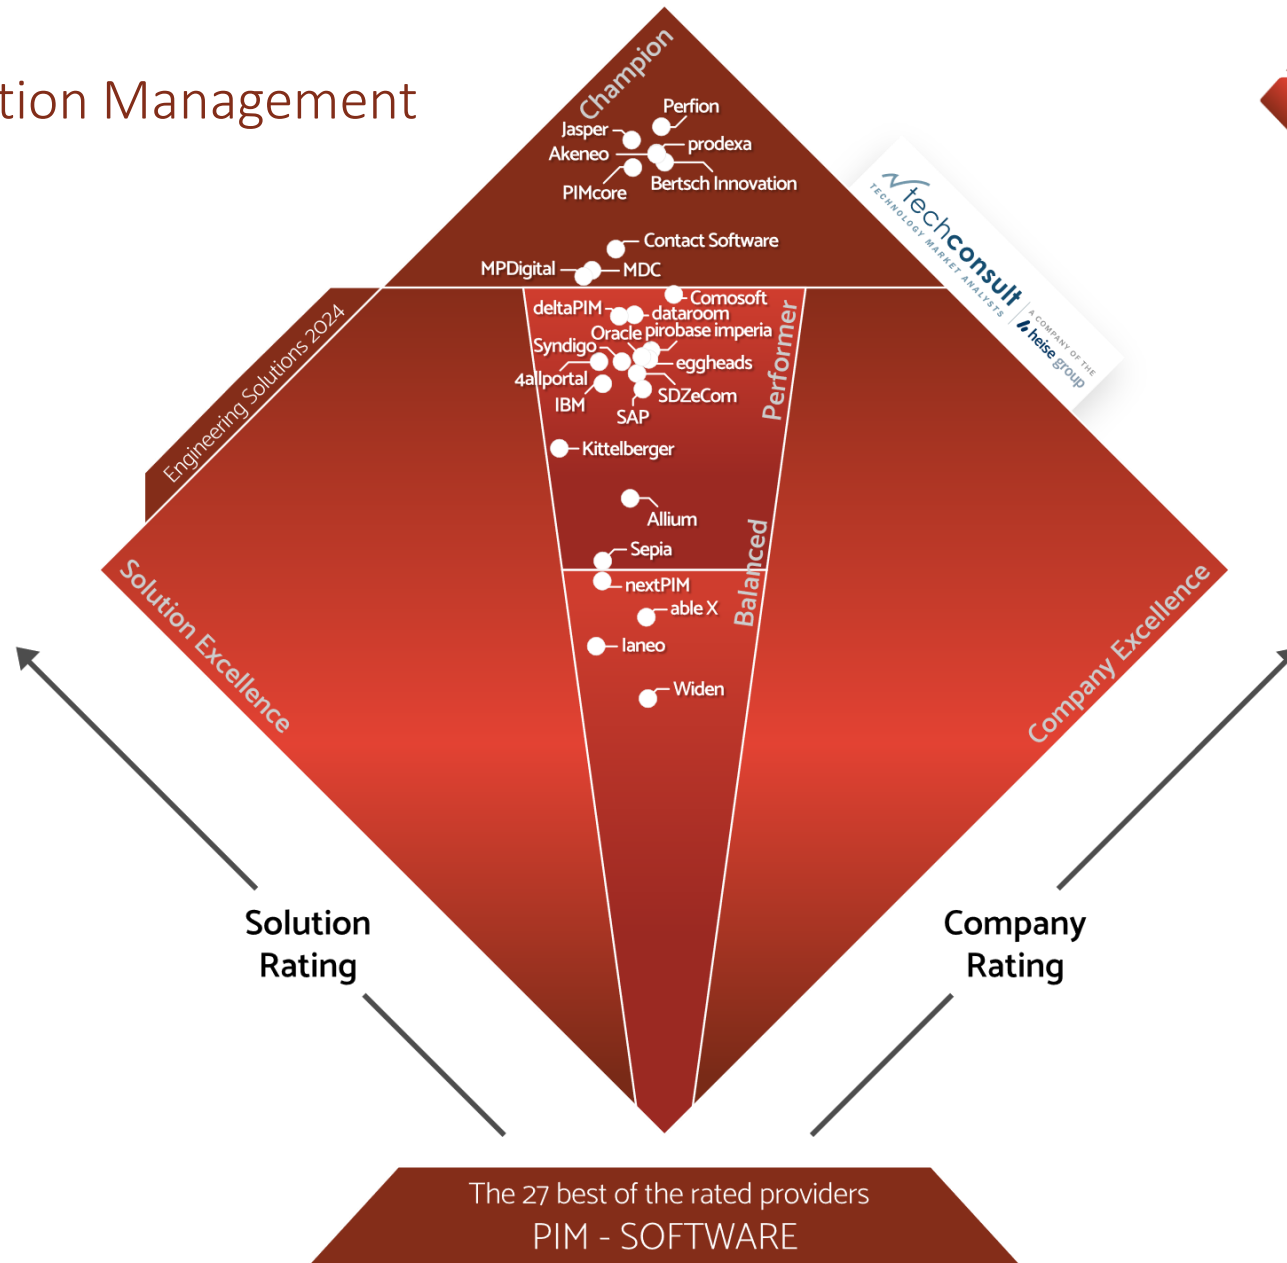 tion Management
Champion
Perfion
Jasper
prodexa
Akeneo
Bertsch Innovation
PIMcore
Contact Software
MPDigital
MDC
techconsult
TECHNOLOGY MARKET ANALYSTS
A COMPANY OF THE
heise group
Engineering Solutions 2024
Comosoft
deltaPIM
dataroom
Oracle
pirobase imperia
Syndigo
eggheads
4allportal
IBM
SDZeCom
SAP
Performer
Kittelberger
Allium
Sepia
Balanced
nextPIM
able X
laneo
Widen
Solution Excellence
Company Excellence
Solution
Rating
Company
Rating
The 27 best of the rated providers
PIM - SOFTWARE